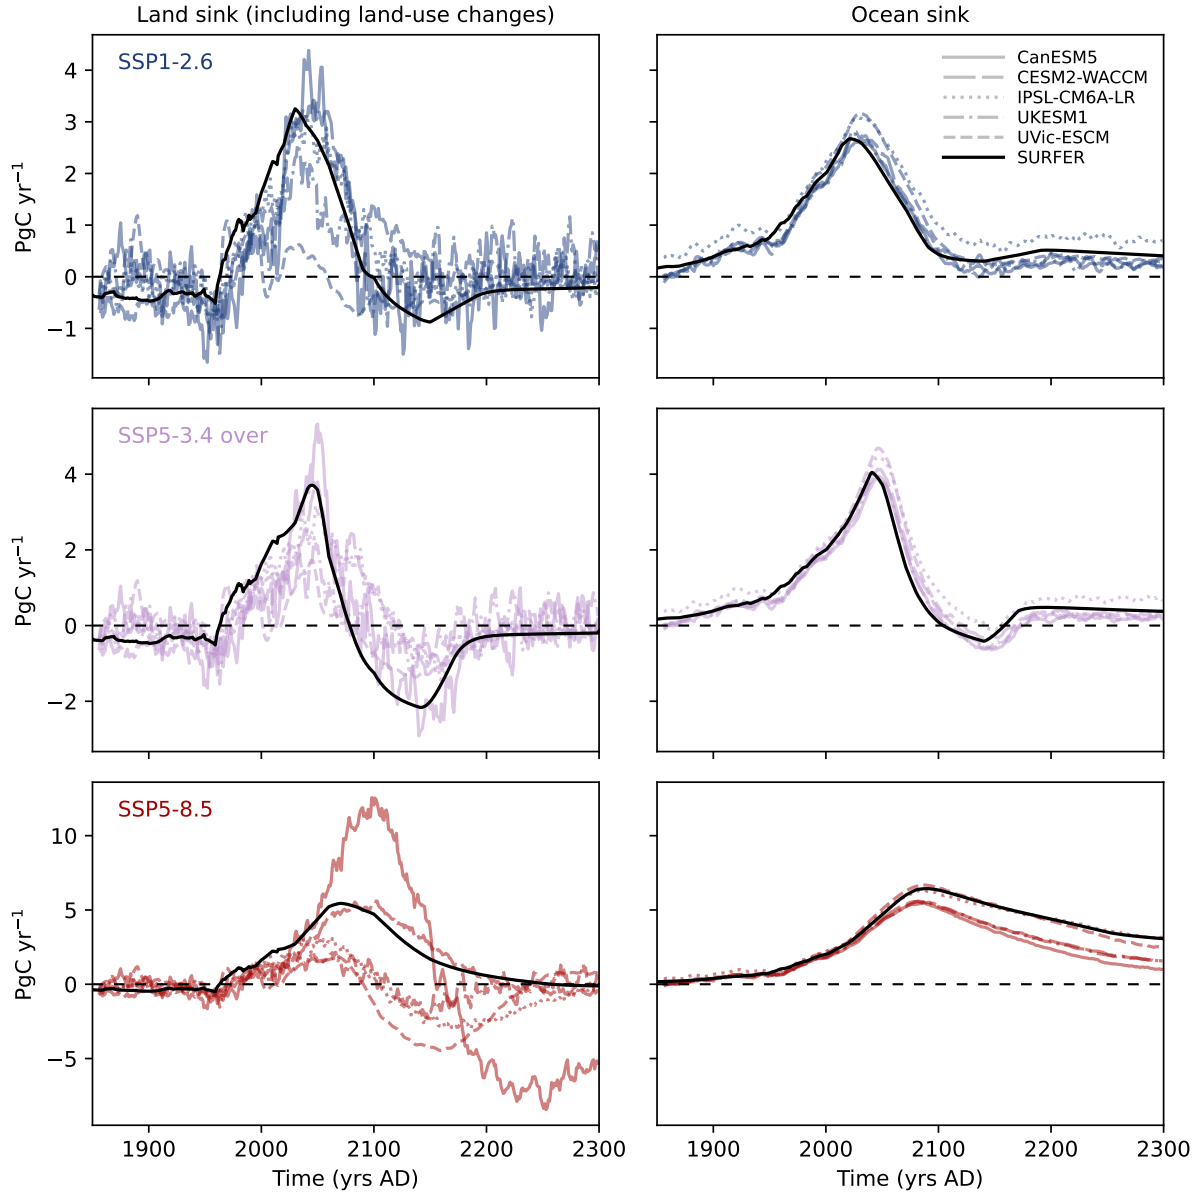 Land sink (including land-use changes)
Ocean sink
SSP1-2.6
PgC yr⁻¹
4
3
2
1
0
−1
CanESM5
CESM2-WACCM
IPSL-CM6A-LR
UKESM1
UVic-ESCM
SURFER
SSP5-3.4 over
PgC yr⁻¹
4
2
0
−2
SSP5-8.5
PgC yr⁻¹
10
5
0
−5
1900 2000 2100 2200 2300
Time (yrs AD)
1900 2000 2100 2200 2300
Time (yrs AD)